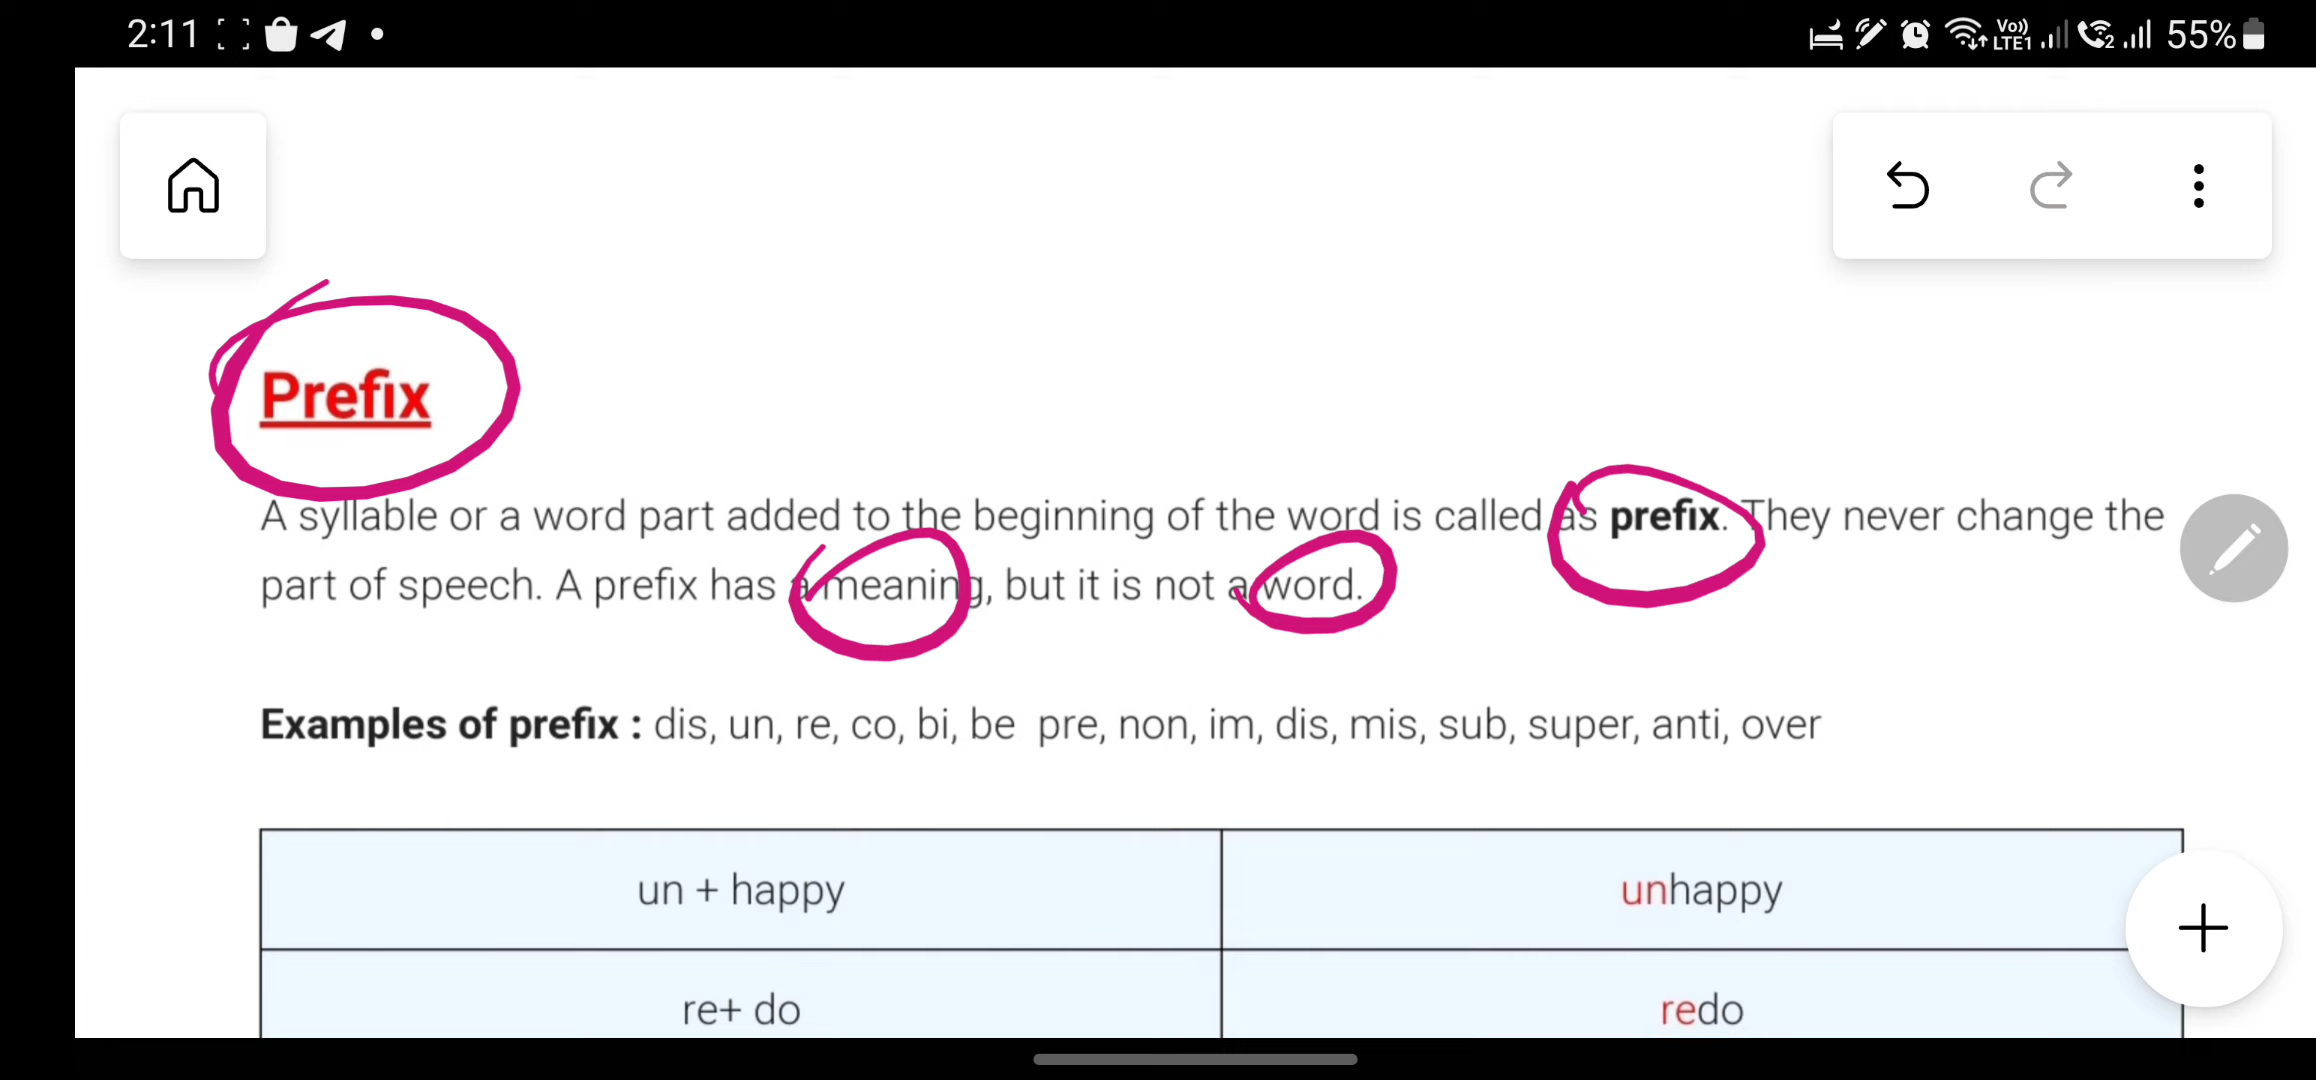 2:11
Vo)) LTE1 2 55%
Prefix
A syllable or a word part added to the beginning of the word is called as prefix. They never change the
part of speech. A prefix has a meaning, but it is not a word.
Examples of prefix : dis, un, re, co, bi, be pre, non, im, dis, mis, sub, super, anti, over
un + happy unhappy
re+ do redo